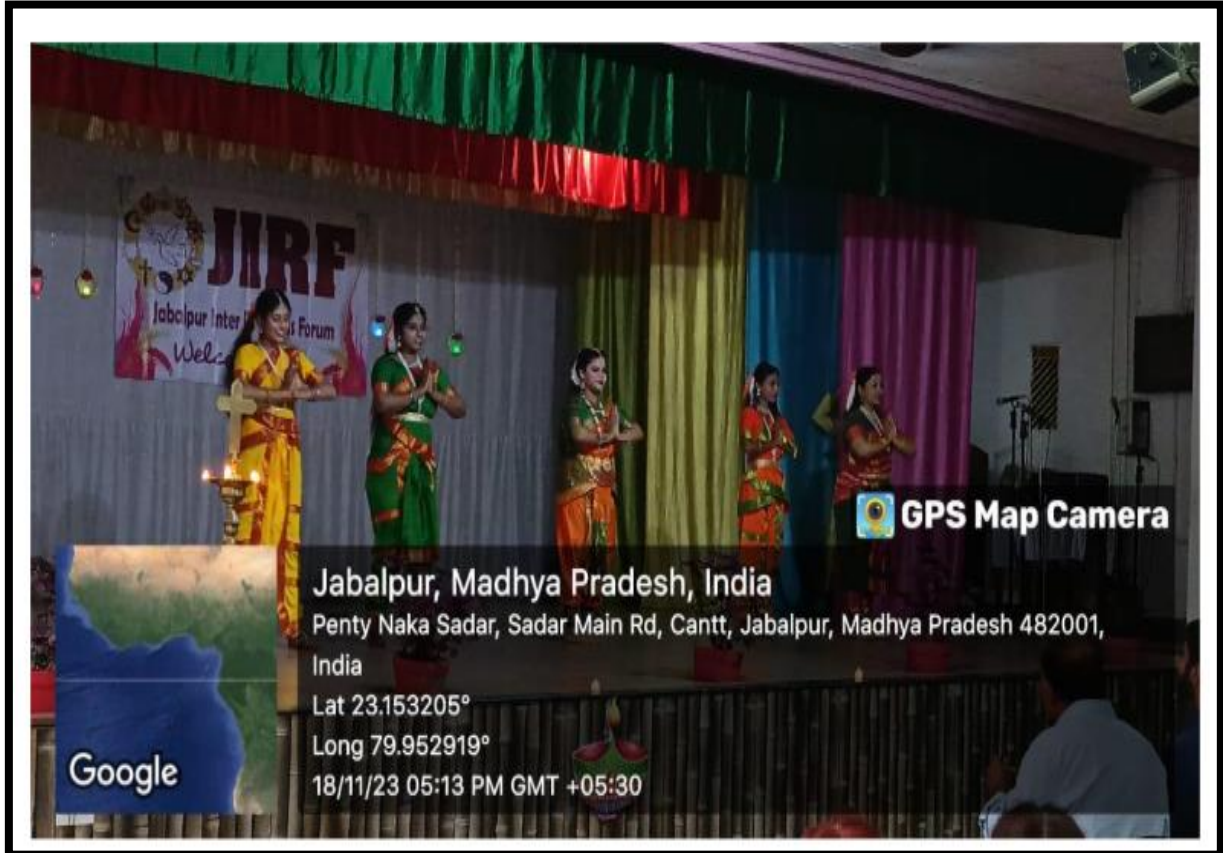 JIRF
Jabalpur Inter s Forum
GPS Map Camera
Jabalpur, Madhya Pradesh, India
Penty Naka Sadar, Sadar Main Rd, Cantt, Jabalpur, Madhya Pradesh 482001,
India
Lat 23.153205°
Long 79.952919°
18/11/23 05:13 PM GMT +05:30
Google